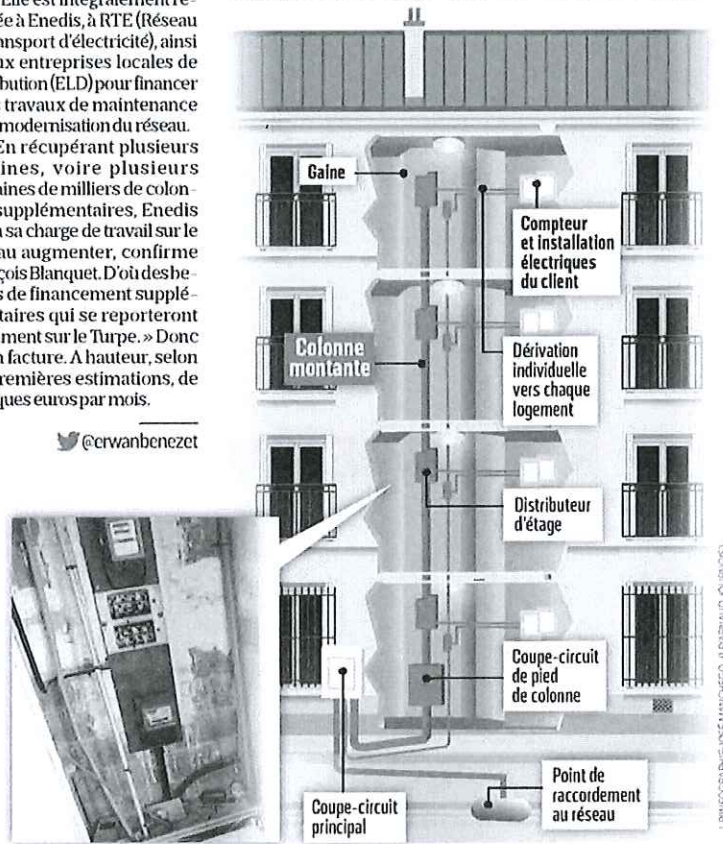 Elle est intégralement re-
ée à Enedis, à RTE (Réseau
ansport d'électricité), ainsi
ux entreprises locales de
bution (ELD) pour financer
travaux de maintenance
modernisation du réseau.
En récupérant plusieurs
ines, voire plusieurs
aines de milliers de colon-
supplémentaires, Enedis
sa charge de travail sur le
au augmenter, confirme
çois Blanquet. D'où des be-
s de financement supplé-
taires qui se reporteront
ment sur le Turpe. » Donc
facture. A hauteur, selon
remières estimations, de
ques euros par mois.
@erwanbenezet
Gaine
Compteur
et installation
électriques
du client
Colonne
montante
Dérivation
individuelle
vers chaque
logement
Distributeur
d'étage
Coupe-circuit
de pied
de colonne
Coupe-circuit
principal
Point de
raccordement
au réseau